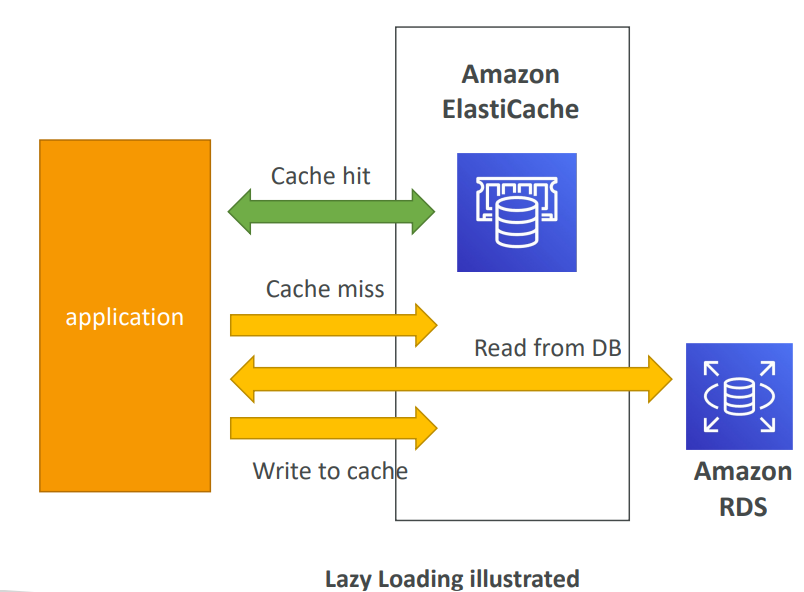 Amazon
ElastiCache
Cache hit
application
Cache miss
Read from DB
Write to cache
Amazon
RDS
Lazy Loading illustrated